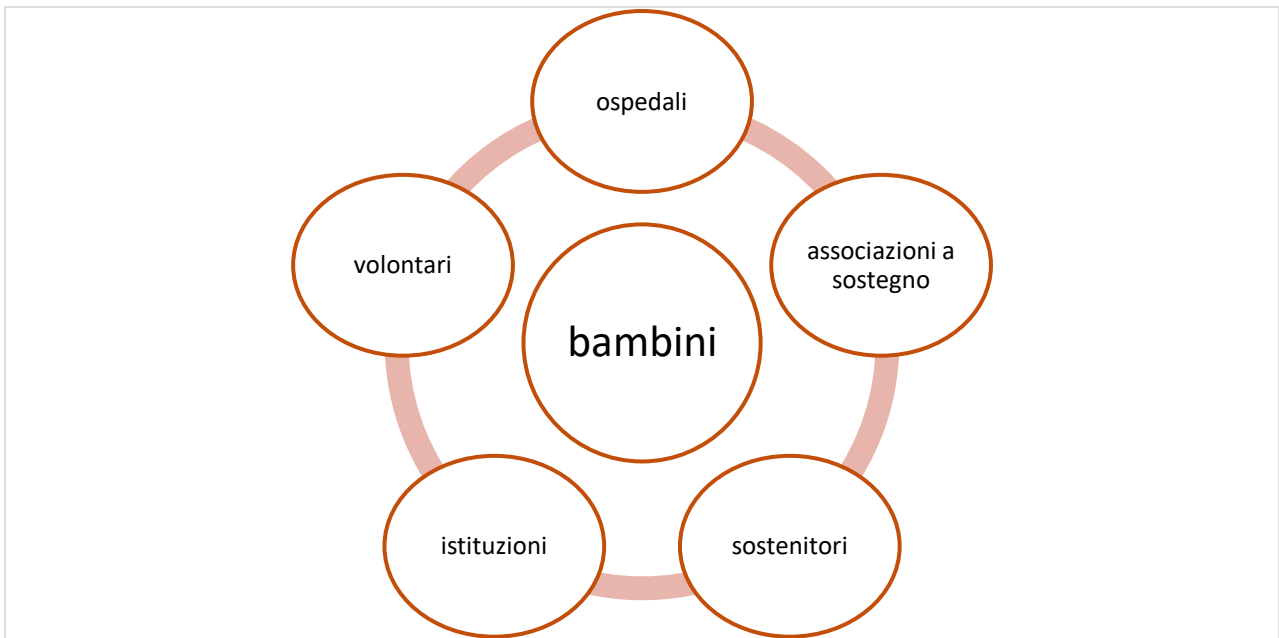 ospedali
associazioni a
sostegno
sostenitori
istituzioni
volontari
bambini